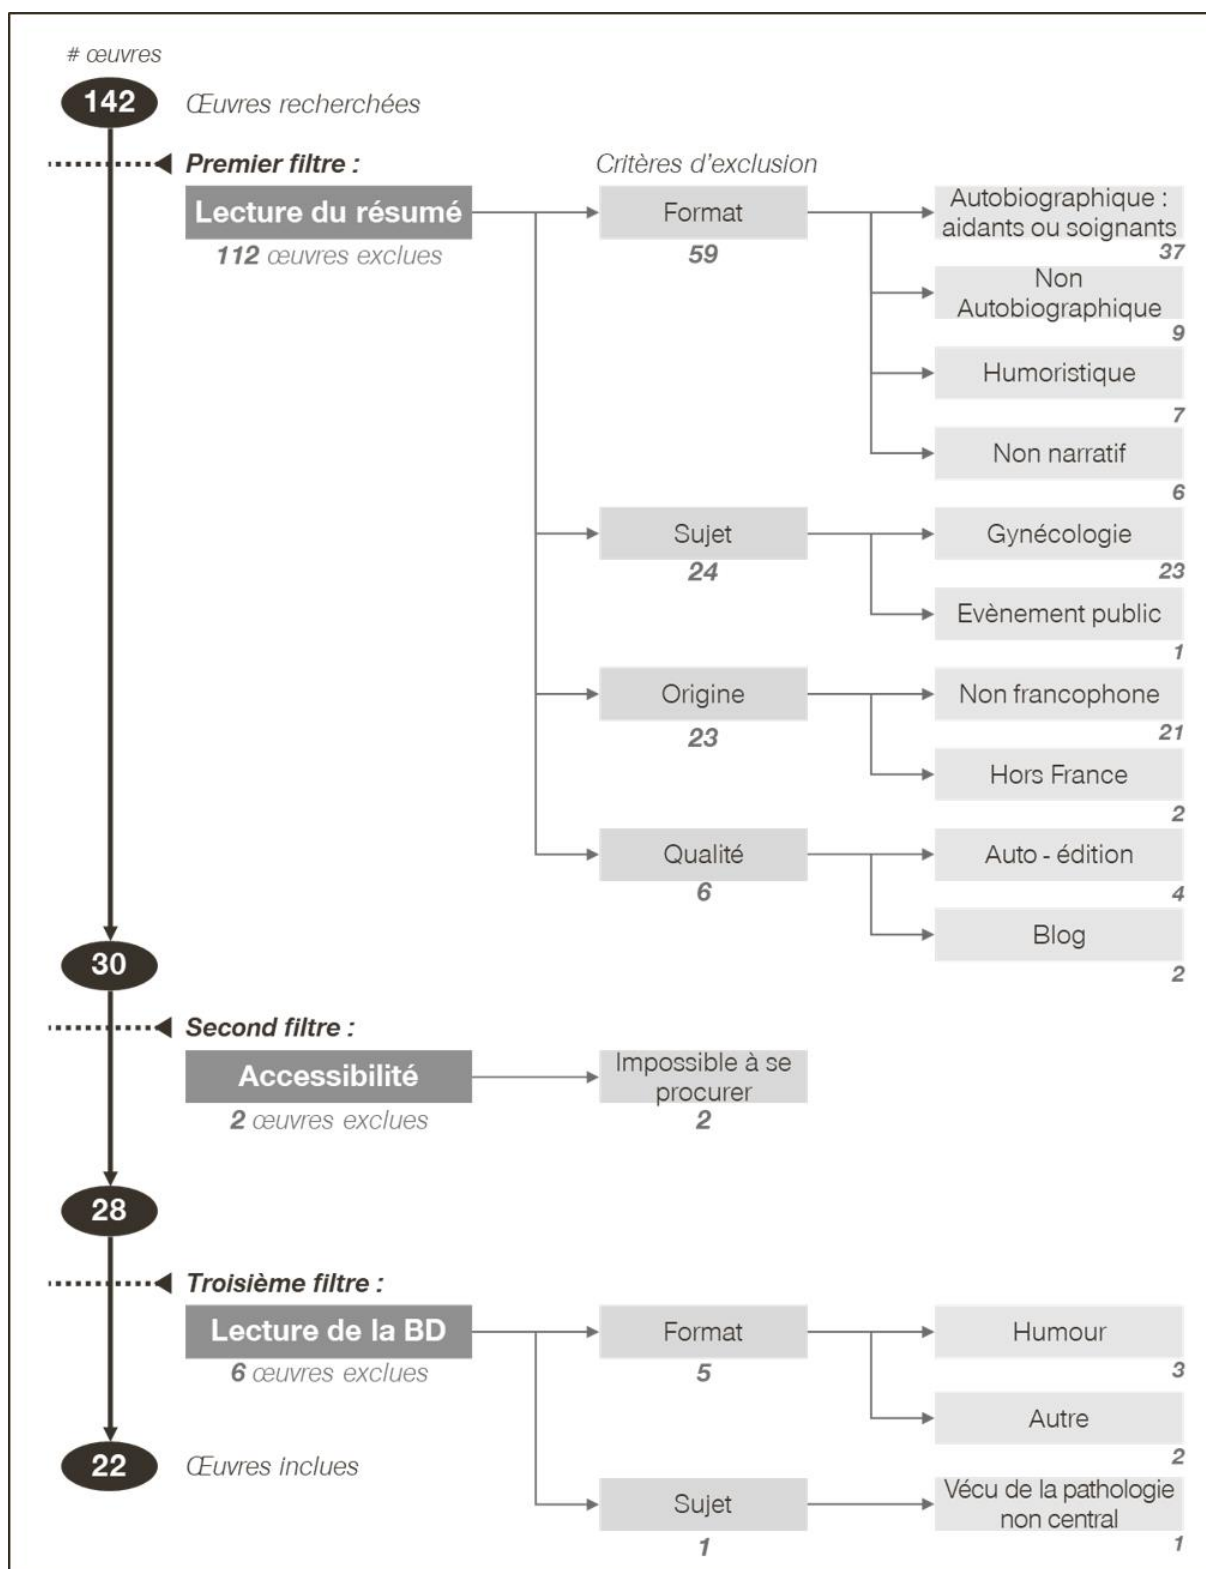 # œuvres
142
Œuvres recherchées
Premier filtre :
Critères d'exclusion
Lecture du résumé
112 œuvres exclues
Format
59
Autobiographique :
aidants ou soignants
37
Non
Autobiographique
9
Humoristique
7
Non narratif
6
Sujet
24
Gynécologie
23
Evènement public
1
Origine
23
Non francophone
21
Hors France
2
Qualité
6
Auto - édition
4
Blog
2
30
Second filtre :
Accessibilité
2 œuvres exclues
Impossible à se
procurer
2
28
Troisième filtre :
Lecture de la BD
6 œuvres exclues
Format
5
Humour
3
Autre
2
22
Œuvres inclues
Sujet
1
Vécu de la pathologie
non central
1